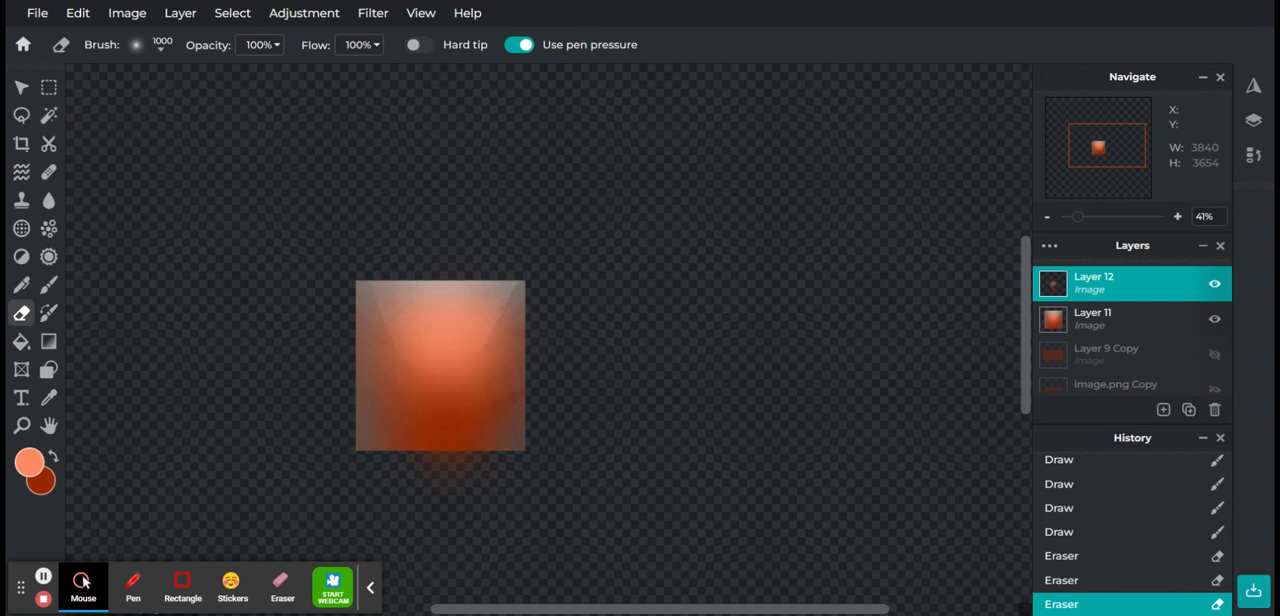 File Edit Image Layer Select Adjustment Filter View Help
Brush: 1000 Opacity: 100% Flow: 100% Hard tip Use pen pressure
Navigate
X:
Y:
W: 3840
H: 3654
- + 41%
Layers
Layer 12
Image
Layer 11
Image
Layer 9 Copy
Image
image.png Copy
History
Draw
Draw
Draw
Draw
Eraser
Eraser
Eraser
Mouse Pen Rectangle Stickers Eraser START WEBCAM